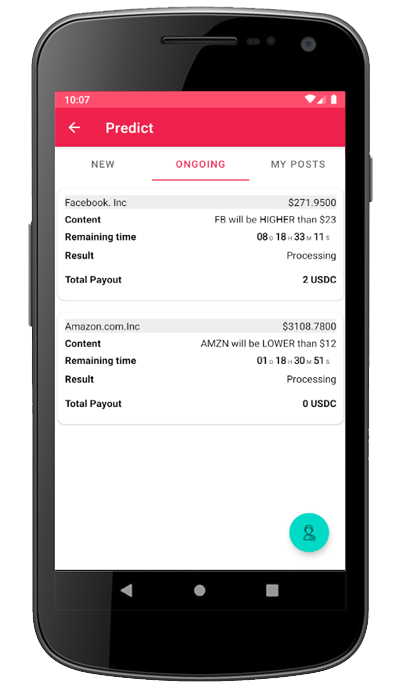 10:07
Predict
NEW ONGOING MY POSTS
Facebook. Inc $271.9500
Content FB will be HIGHER than $23
Remaining time 08 D 18 H 33 M 11 S
Result Processing
Total Payout 2 USDC
Amazon.com.Inc $3108.7800
Content AMZN will be LOWER than $12
Remaining time 01 D 18 H 30 M 51 S
Result Processing
Total Payout 0 USDC